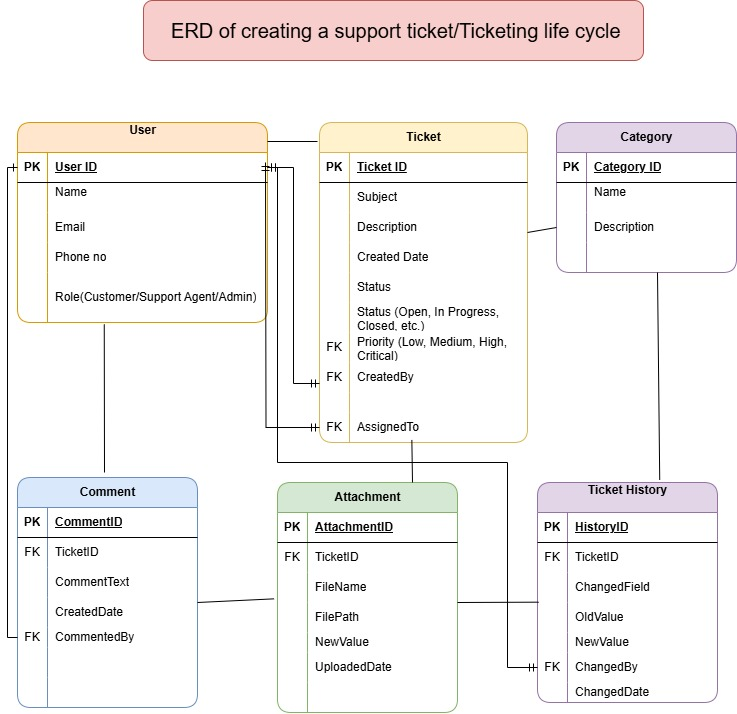 ERD of creating a support ticket/Ticketing life cycle
User
PK User ID
Name
Email
Phone no
Role(Customer/Support Agent/Admin)
Ticket
PK Ticket ID
Subject
Description
Created Date
Status
Status (Open, In Progress,
Closed, etc.)
FK Priority (Low, Medium, High,
Critical)
FK CreatedBy
FK AssignedTo
Category
PK Category ID
Name
Description
Comment
PK CommentID
FK TicketID
CommentText
CreatedDate
FK CommentedBy
Attachment
PK AttachmentID
FK TicketID
FileName
FilePath
NewValue
UploadedDate
Ticket History
PK HistoryID
FK TicketID
ChangedField
OldValue
NewValue
FK ChangedBy
ChangedDate